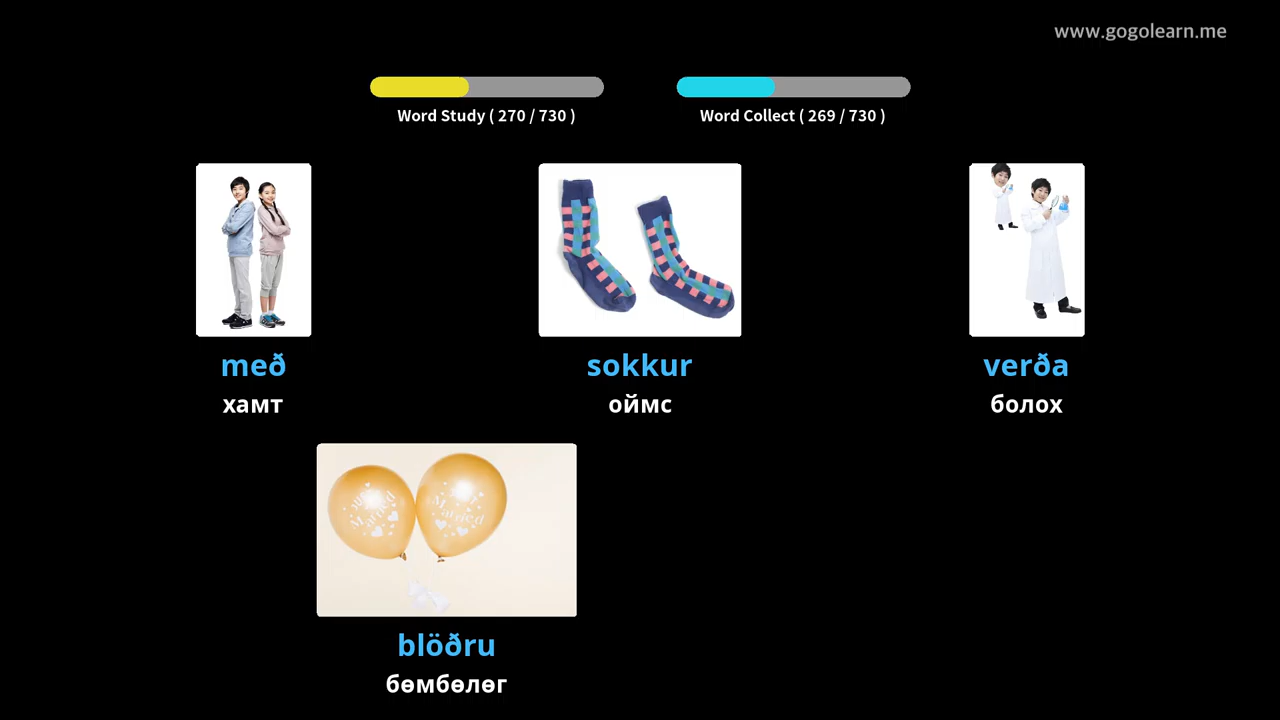 www.gogolearn.me
Word Study ( 270 / 730 )
Word Collect ( 269 / 730 )
með
sokkur
verða
хамт
оймс
болох
blöðru
бөмбөлөг